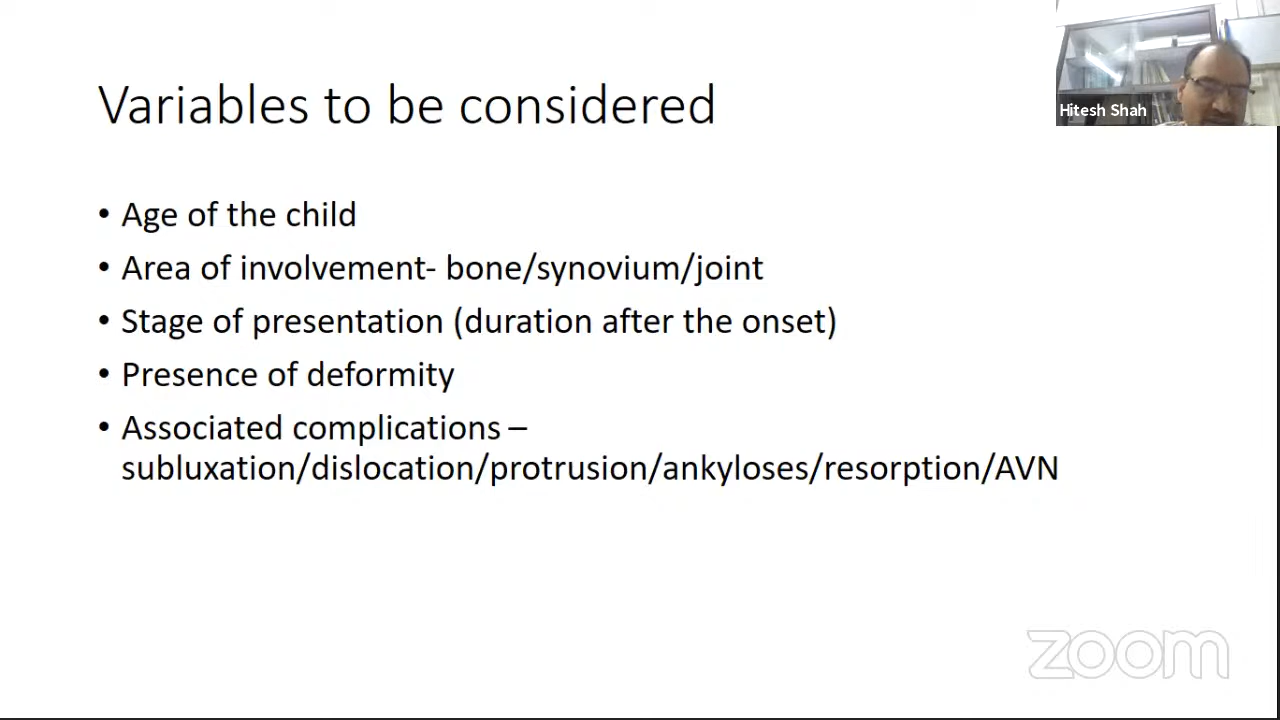 Hitesh Shah
Variables to be considered
• Age of the child
• Area of involvement- bone/synovium/joint
• Stage of presentation (duration after the onset)
• Presence of deformity
• Associated complications –
subluxation/dislocation/protrusion/ankyloses/resorption/AVN
zoom